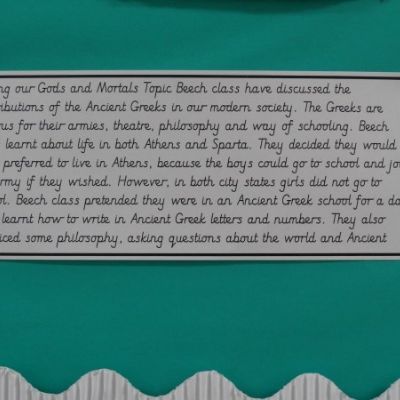 ng our Gods and Mortals Topic Beech class have discussed the
ibutions of the Ancient Greeks in our modern society. The Greeks are
us for their armies, theatre, philosophy and way of schooling. Beech
learnt about life in both Athens and Sparta. They decided they would
preferred to live in Athens, because the boys could go to school and jo
rmy if they wished. However, in both city states girls did not go to
ol. Beech class pretended they were in an Ancient Greek school for a da
learnt how to write in Ancient Greek letters and numbers. They also
iced some philosophy, asking questions about the world and Ancient